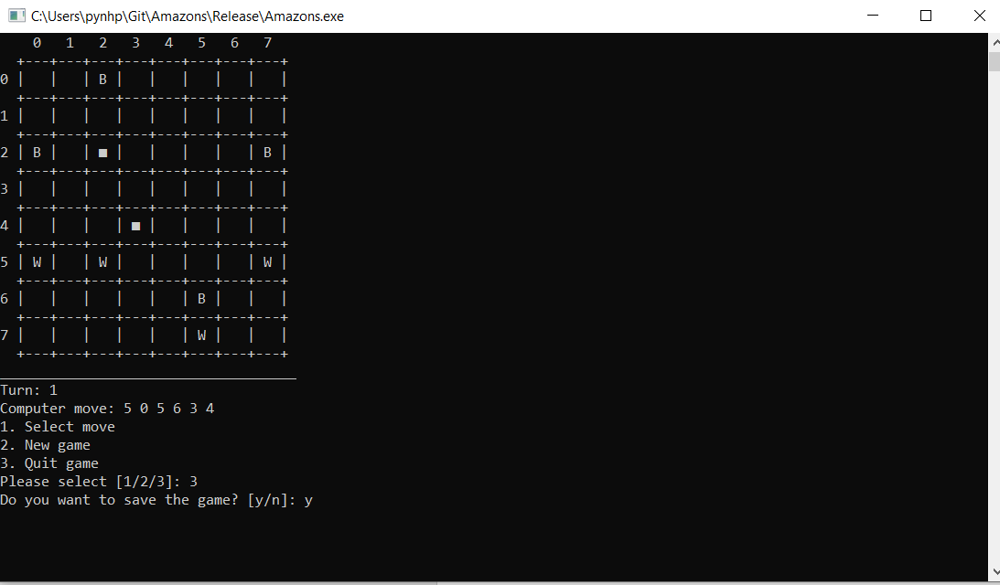 C:\Users\pynhp\Git\Amazons\Release\Amazons.exe
    0   1   2   3   4   5   6   7
  +---+---+---+---+---+---+---+---+
0 |   |   | B |   |   |   |   |   |
  +---+---+---+---+---+---+---+---+
1 |   |   |   |   |   |   |   |   |
  +---+---+---+---+---+---+---+---+
2 | B |   | ■ |   |   |   |   | B |
  +---+---+---+---+---+---+---+---+
3 |   |   |   |   |   |   |   |   |
  +---+---+---+---+---+---+---+---+
4 |   |   |   | ■ |   |   |   |   |
  +---+---+---+---+---+---+---+---+
5 | W |   | W |   |   |   |   | W |
  +---+---+---+---+---+---+---+---+
6 |   |   |   |   |   | B |   |   |
  +---+---+---+---+---+---+---+---+
7 |   |   |   |   |   | W |   |   |
  +---+---+---+---+---+---+---+---+
____________________________________
Turn: 1
Computer move: 5 0 5 6 3 4
1. Select move
2. New game
3. Quit game
Please select [1/2/3]: 3
Do you want to save the game? [y/n]: y